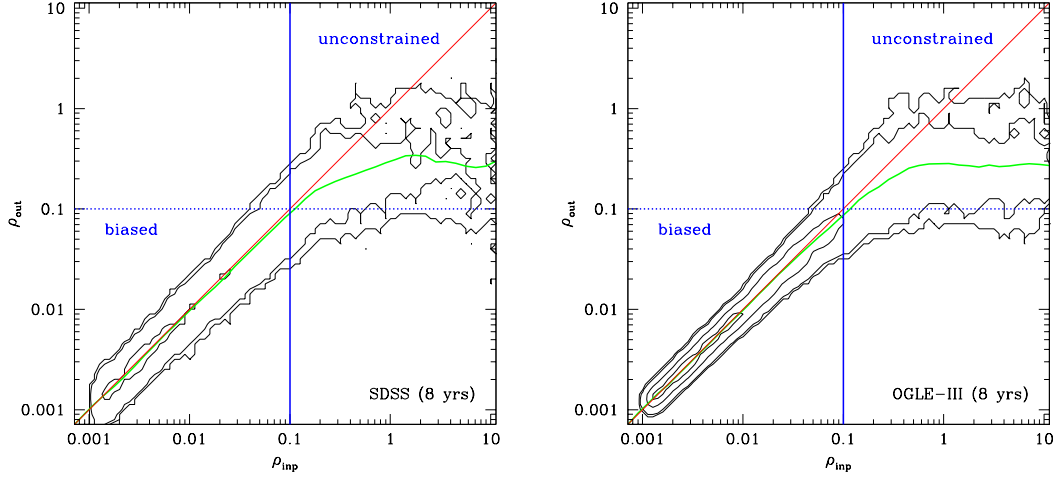 10
1
0.1
0.01
0.001
ρout
unconstrained
biased
SDSS (8 yrs)
0.001 0.01 0.1 1 10
ρinp
10
1
0.1
0.01
0.001
ρout
unconstrained
biased
OGLE-III (8 yrs)
0.001 0.01 0.1 1 10
ρinp